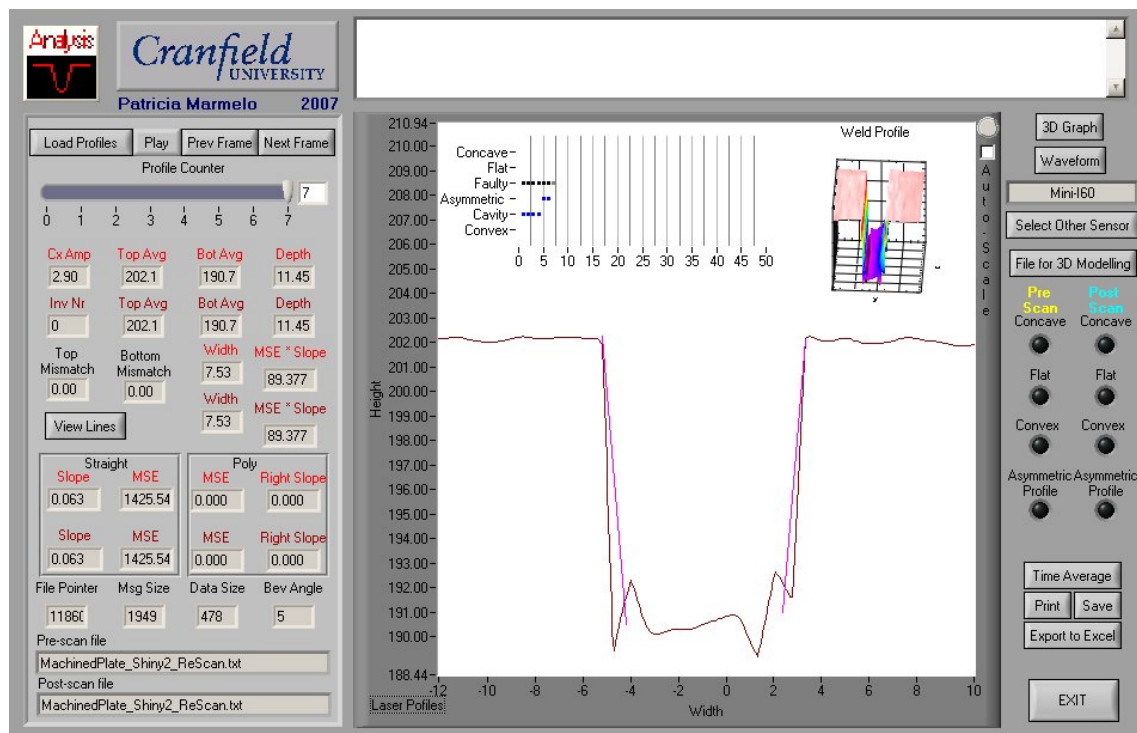 Analysis
Cranfield
UNIVERSITY
Patricia Marmelo 2007
Load Profiles Play Prev Frame Next Frame
Profile Counter
7
0 1 2 3 4 5 6 7
Cx Amp Top Avg Bot Avg Depth
2.90 202.1 190.7 11.45
Inv Nr Top Avg Bot Avg Depth
0 202.1 190.7 11.45
Top Mismatch Bottom Mismatch Width MSE * Slope
0.00 0.00 7.53 89.377
Width MSE * Slope
View Lines 7.53 89.377
Straight Poly
Slope MSE MSE Right Slope
0.063 1425.54 0.000 0.000
Slope MSE MSE Right Slope
0.063 1425.54 0.000 0.000
File Pointer Msg Size Data Size Bev Angle
1186 1949 478 5
Pre-scan file
MachinedPlate_Shiny2_ReScan.txt
Post-scan file
MachinedPlate_Shiny2_ReScan.txt
210.94
210.00
209.00
208.00
207.00
206.00
205.00
204.00
203.00
202.00
201.00
200.00
199.00
198.00
197.00
196.00
195.00
194.00
193.00
192.00
191.00
190.00
188.44
Height
-12 -10 -8 -6 -4 -2 0 2 4 6 8 10
Width
Laser Pofiles
Concave
Flat
Faulty
Asymmetric
Cavity
Convex
0 5 10 15 20 25 30 35 40 45 50
Weld Profile
Auto-Scale
3D Graph
Waveform
Mini-I60
Select Other Sensor
File for 3D Modelling
Pre Scan Post Scan
Concave Concave
Flat Flat
Convex Convex
Asymmetric Profile Asymmetric Profile
Time Average
Print Save
Export to Excel
EXIT